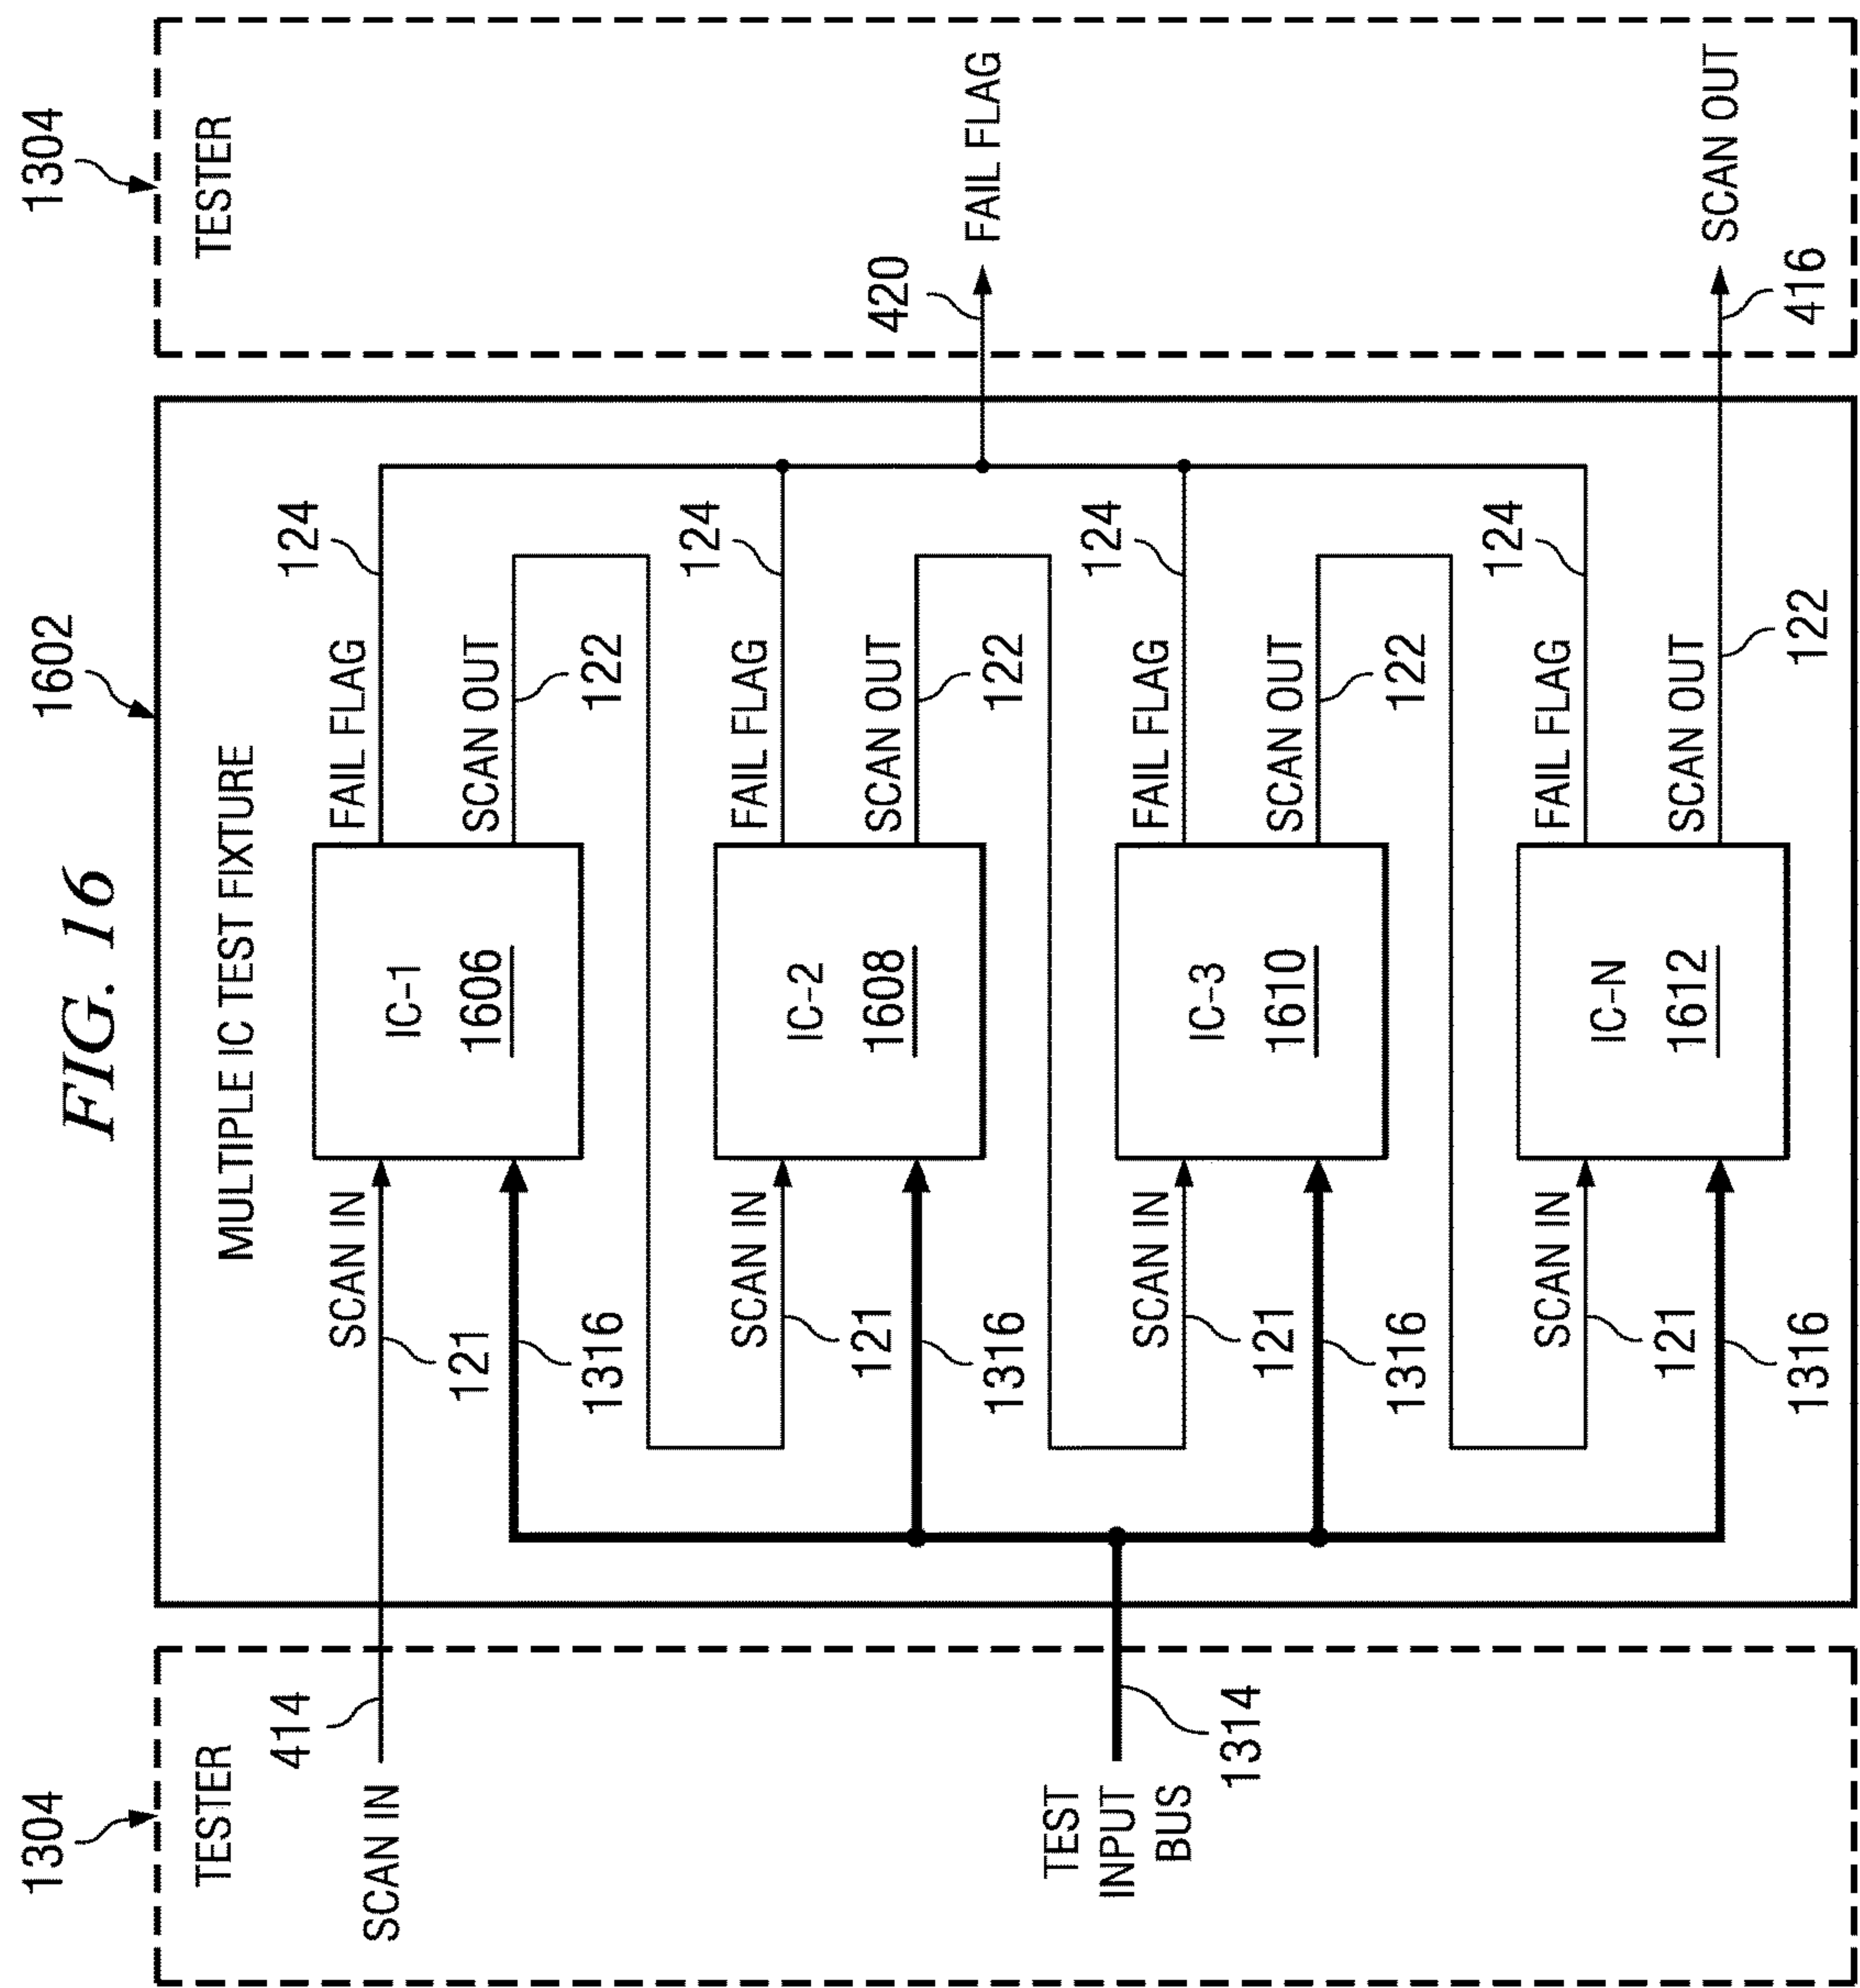 FIG. 16
1304
1602
1304
TESTER
MULTIPLE IC TEST FIXTURE
TESTER
414
SCAN IN
SCAN IN
121
1316
IC-1
1606
FAIL FLAG
124
SCAN OUT
122
SCAN IN
121
1316
IC-2
1608
FAIL FLAG
124
SCAN OUT
122
420
FAIL FLAG
TEST
INPUT
BUS
1314
SCAN IN
121
1316
IC-3
1610
FAIL FLAG
124
SCAN OUT
122
SCAN IN
121
1316
IC-N
1612
FAIL FLAG
124
SCAN OUT
122
SCAN OUT
416